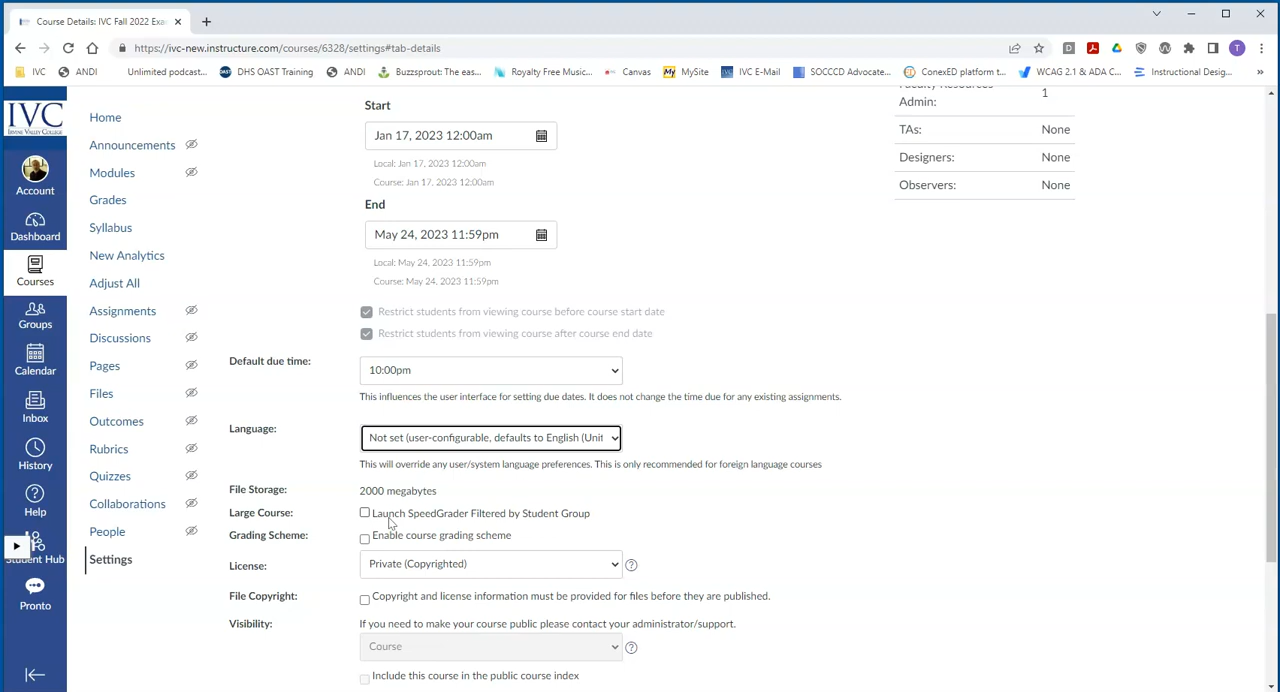 Course Details: IVC Fall 2022 Exa
https://ivc-new.instructure.com/courses/6328/settings#tab-details
T
IVC
ANDI
Unlimited podcast...
DHS OAST Training
ANDI
Buzzsprout: The eas...
Royalty Free Music...
Canvas
MySite
IVC E-Mail
SOCCCD Advocate...
ConexED platform t...
WCAG 2.1 & ADA C...
Instructional Desig...
IVC
IRVINE VALLEY COLLEGE
Account
Dashboard
Courses
Groups
Calendar
Inbox
History
Help
Student Hub
Pronto
Home
Announcements
Modules
Grades
Syllabus
New Analytics
Adjust All
Assignments
Discussions
Pages
Files
Outcomes
Rubrics
Quizzes
Collaborations
People
Settings
Start
Jan 17, 2023 12:00am
Local: Jan 17, 2023 12:00am
Course: Jan 17, 2023 12:00am
End
May 24, 2023 11:59pm
Local: May 24, 2023 11:59pm
Course: May 24, 2023 11:59pm
Restrict students from viewing course before course start date
Restrict students from viewing course after course end date
Default due time:
10:00pm
This influences the user interface for setting due dates. It does not change the time due for any existing assignments.
Language:
Not set (user-configurable, defaults to English (Unit
This will override any user/system language preferences. This is only recommended for foreign language courses
File Storage:
2000 megabytes
Large Course:
Launch SpeedGrader Filtered by Student Group
Grading Scheme:
Enable course grading scheme
License:
Private (Copyrighted)
File Copyright:
Copyright and license information must be provided for files before they are published.
Visibility:
If you need to make your course public please contact your administrator/support.
Course
Include this course in the public course index
Faculty Resources
Admin:
1
TAs:
None
Designers:
None
Observers:
None